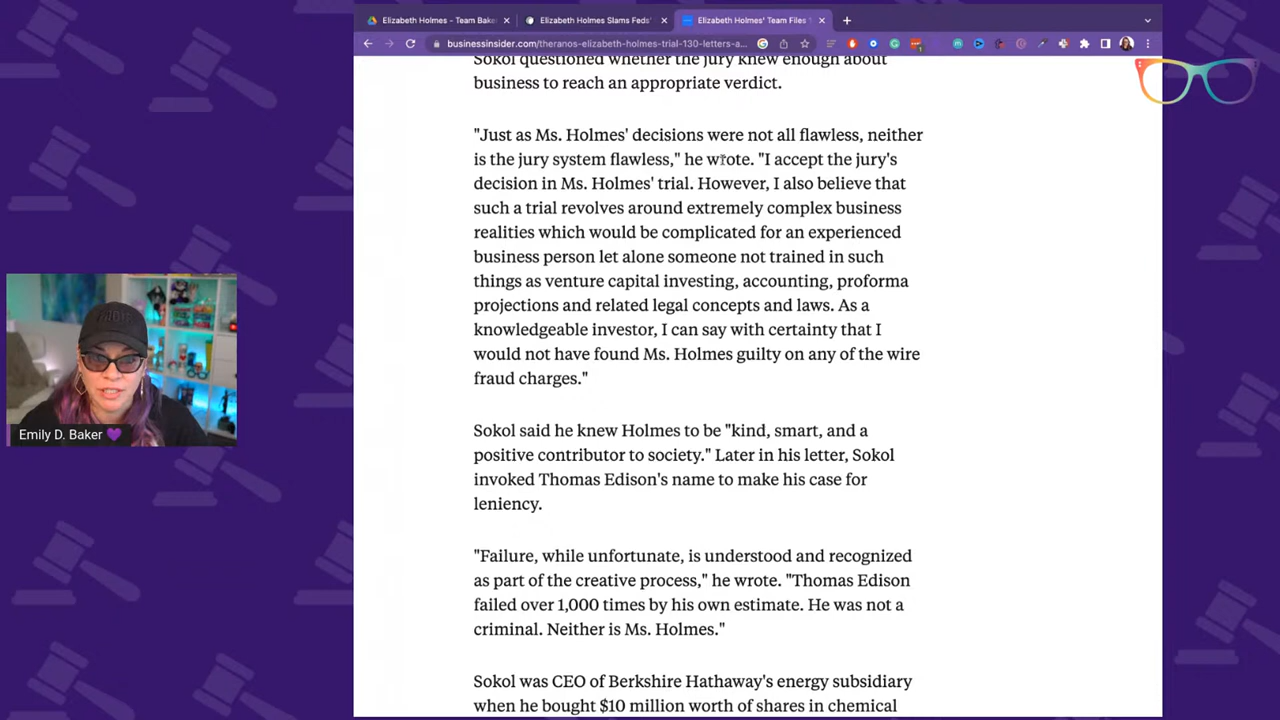 Elizabeth Holmes - Team Bake
Elizabeth Holmes Slams Feds'
Elizabeth Holmes' Team Files
businessinsider.com/theranos-elizabeth-holmes-trial-130-letters-a...
Sokol questioned whether the jury knew enough about
business to reach an appropriate verdict.
"Just as Ms. Holmes' decisions were not all flawless, neither
is the jury system flawless," he wrote. "I accept the jury's
decision in Ms. Holmes' trial. However, I also believe that
such a trial revolves around extremely complex business
realities which would be complicated for an experienced
business person let alone someone not trained in such
things as venture capital investing, accounting, proforma
projections and related legal concepts and laws. As a
knowledgeable investor, I can say with certainty that I
would not have found Ms. Holmes guilty on any of the wire
fraud charges."
Emily D. Baker
Sokol said he knew Holmes to be "kind, smart, and a
positive contributor to society." Later in his letter, Sokol
invoked Thomas Edison's name to make his case for
leniency.
"Failure, while unfortunate, is understood and recognized
as part of the creative process," he wrote. "Thomas Edison
failed over 1,000 times by his own estimate. He was not a
criminal. Neither is Ms. Holmes."
Sokol was CEO of Berkshire Hathaway's energy subsidiary
when he bought $10 million worth of shares in chemical